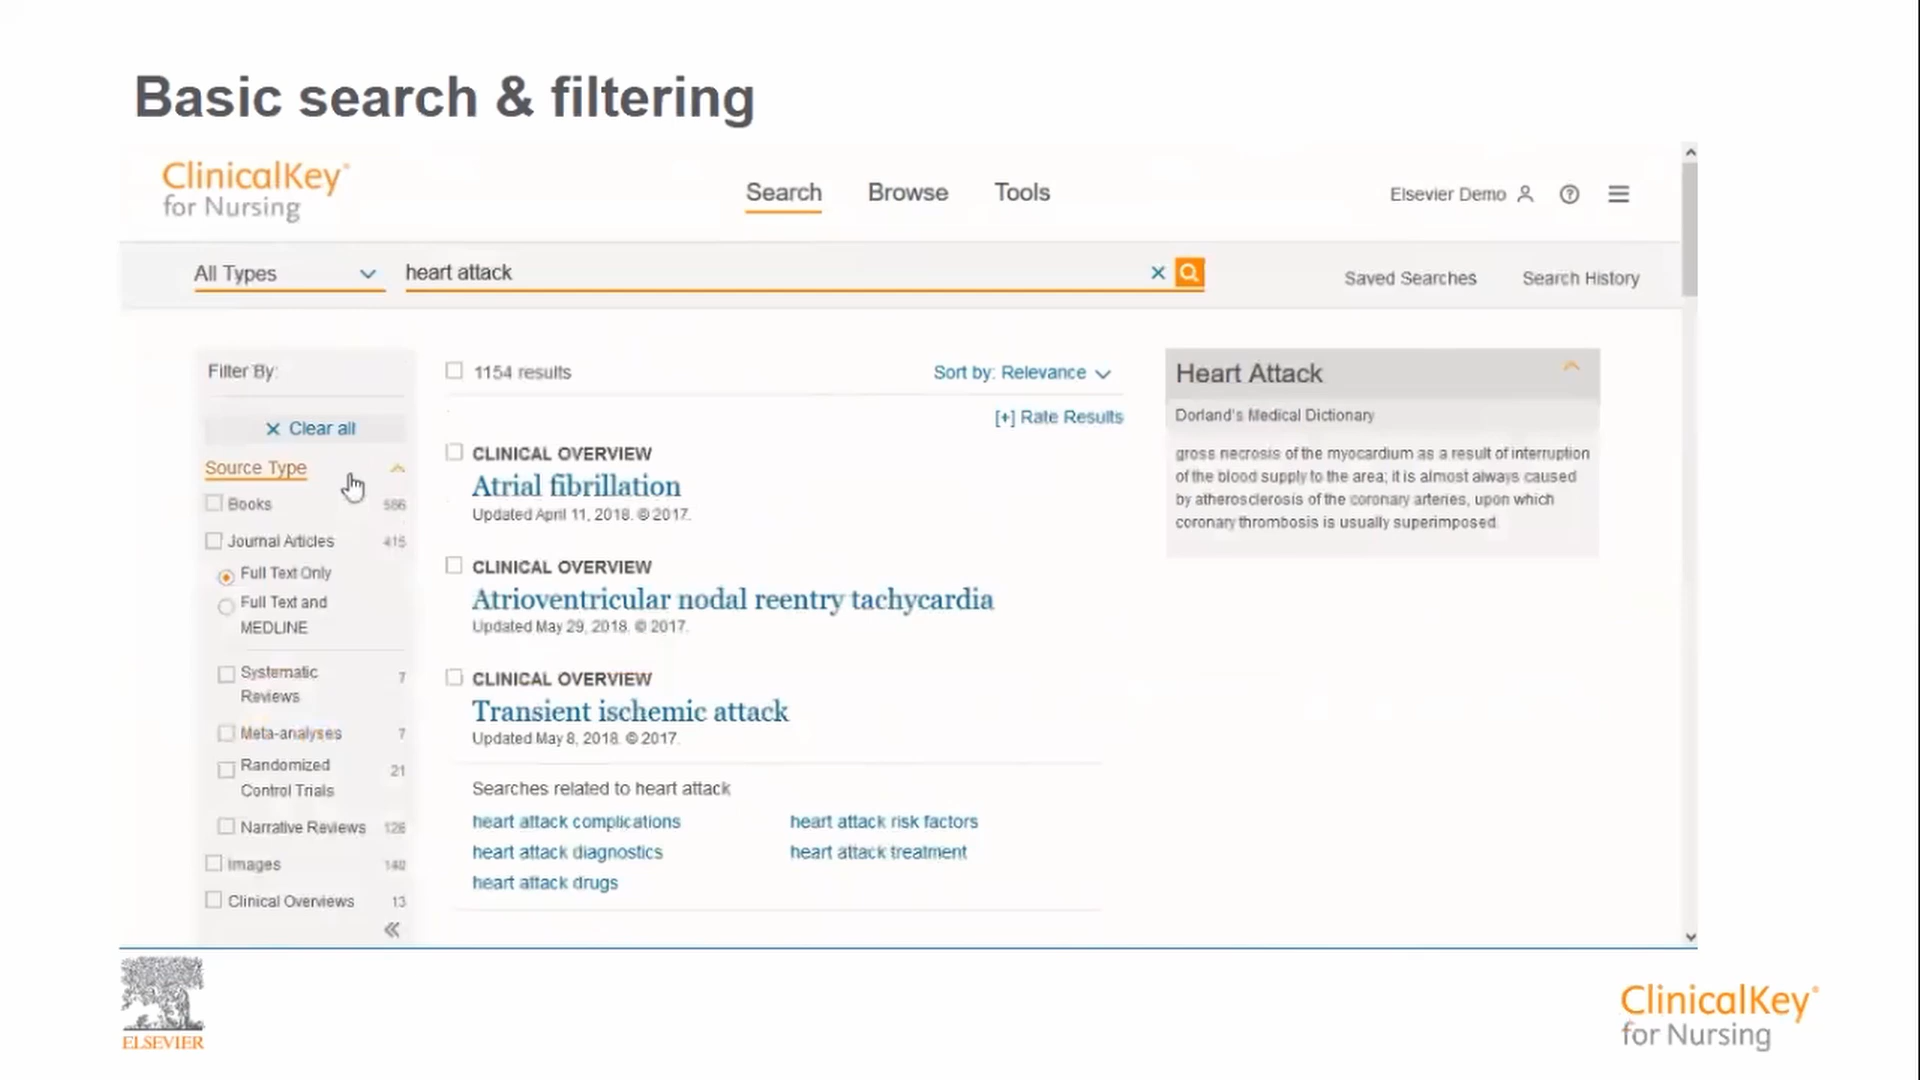 Basic search & filtering
ClinicalKey®
for Nursing
Search
Browse
Tools
Elsevier Demo
All Types
heart attack
Saved Searches
Search History
Filter By:
Clear all
Source Type
Books 586
Journal Articles 415
Full Text Only
Full Text and
MEDLINE
Systematic 7
Reviews
Meta-analyses 7
Randomized 21
Control Trials
Narrative Reviews 126
Images 140
Clinical Overviews 13
1154 results
Sort by: Relevance
[+] Rate Results
CLINICAL OVERVIEW
Atrial fibrillation
Updated April 11, 2018. © 2017.
CLINICAL OVERVIEW
Atrioventricular nodal reentry tachycardia
Updated May 29, 2018. © 2017.
CLINICAL OVERVIEW
Transient ischemic attack
Updated May 8, 2018. © 2017.
Searches related to heart attack
heart attack complications
heart attack risk factors
heart attack diagnostics
heart attack treatment
heart attack drugs
Heart Attack
Dorland's Medical Dictionary
gross necrosis of the myocardium as a result of interruption
of the blood supply to the area; it is almost always caused
by atherosclerosis of the coronary arteries, upon which
coronary thrombosis is usually superimposed.
ELSEVIER
ClinicalKey®
for Nursing